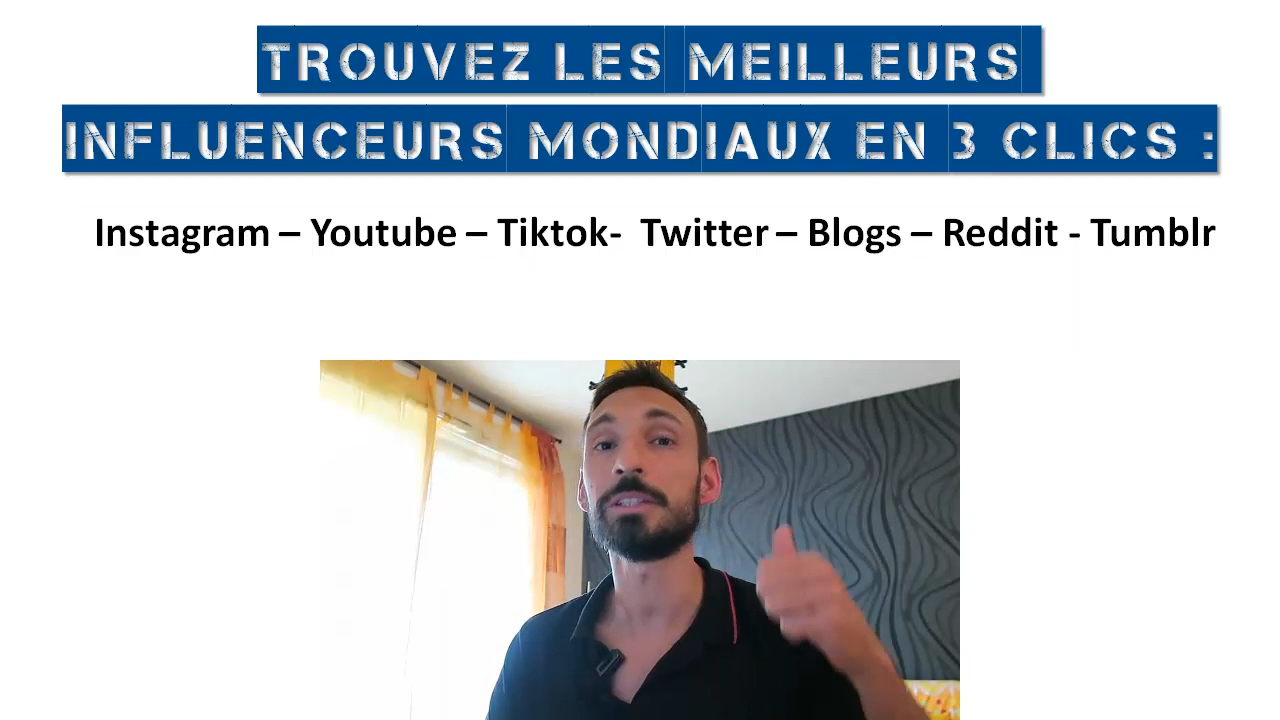 TROUVEZ LES MEILLEURS
INFLUENCEURS MONDIAUX EN 3 CLICS :
Instagram – Youtube – Tiktok- Twitter – Blogs – Reddit - Tumblr